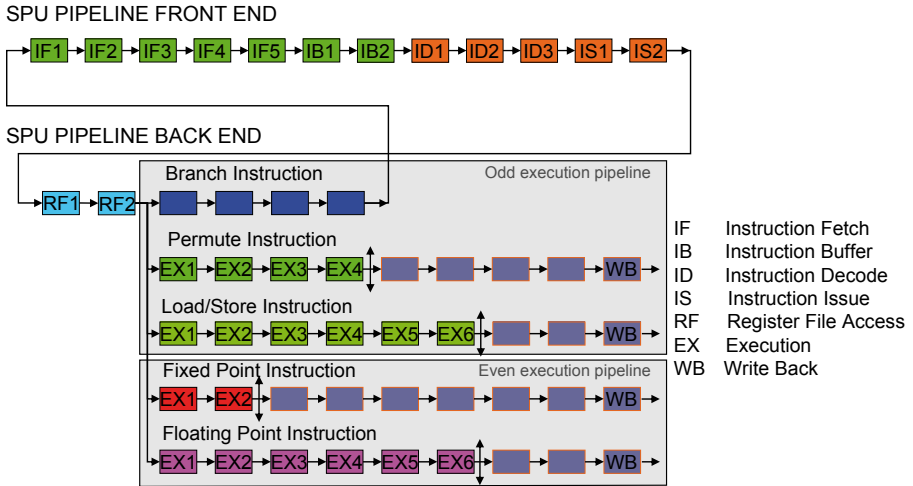 SPU PIPELINE FRONT END
IF1 IF2 IF3 IF4 IF5 IB1 IB2 ID1 ID2 ID3 IS1 IS2
SPU PIPELINE BACK END
Branch Instruction Odd execution pipeline
RF1 RF2
Permute Instruction
EX1 EX2 EX3 EX4 WB
Load/Store Instruction
EX1 EX2 EX3 EX4 EX5 EX6 WB
Fixed Point Instruction Even execution pipeline
EX1 EX2 WB
Floating Point Instruction
EX1 EX2 EX3 EX4 EX5 EX6 WB
IF Instruction Fetch
IB Instruction Buffer
ID Instruction Decode
IS Instruction Issue
RF Register File Access
EX Execution
WB Write Back